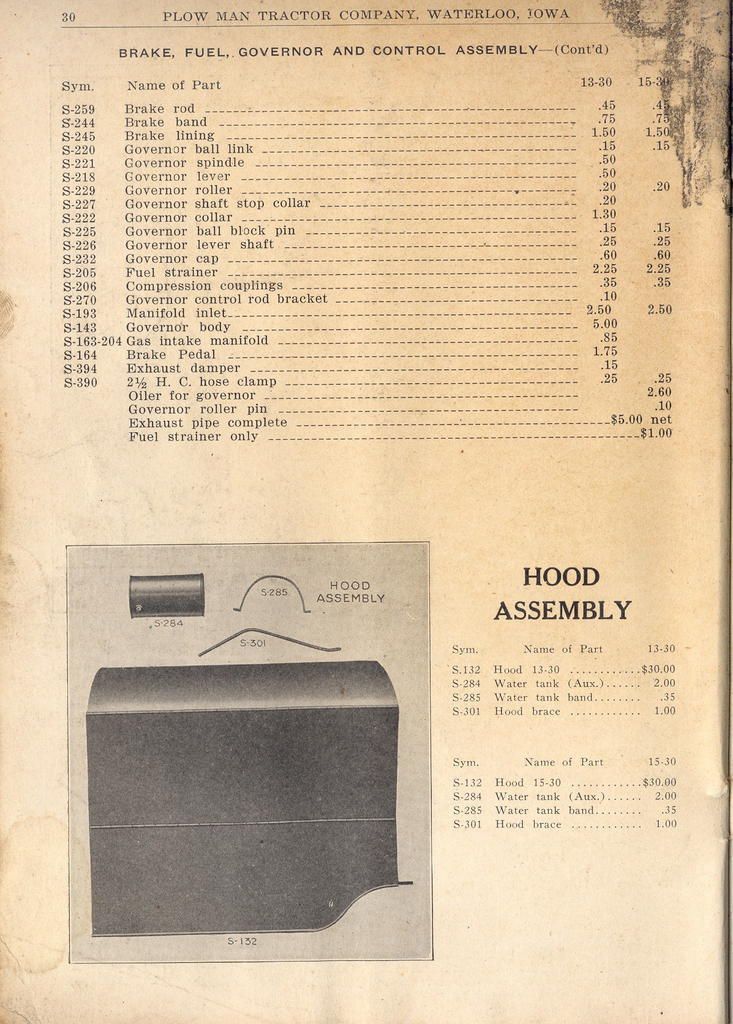 30 PLOW MAN TRACTOR COMPANY, WATERLOO, IOWA
BRAKE, FUEL, GOVERNOR AND CONTROL ASSEMBLY—(Cont'd)
Sym. Name of Part 13-30 15-30
S-259 Brake rod .45 .45
S-244 Brake band .75 .75
S-245 Brake lining 1.50 1.50
S-220 Governor ball link .15 .15
S-221 Governor spindle .50
S-218 Governor lever .50
S-229 Governor roller .20 .20
S-227 Governor shaft stop collar .20
S-222 Governor collar 1.30
S-225 Governor ball block pin .15 .15
S-226 Governor lever shaft .25 .25
S-232 Governor cap .60 .60
S-205 Fuel strainer 2.25 2.25
S-206 Compression couplings .35 .35
S-270 Governor control rod bracket .10
S-193 Manifold inlet 2.50 2.50
S-143 Governor body 5.00
S-163-204 Gas intake manifold .85
S-164 Brake Pedal 1.75
S-394 Exhaust damper .15
S-390 2½ H. C. hose clamp .25 .25
Oiler for governor 2.60
Governor roller pin .10
Exhaust pipe complete $5.00 net
Fuel strainer only $1.00
S-284
S-285
HOOD
ASSEMBLY
S-301
S-132
HOOD
ASSEMBLY
Sym. Name of Part 13-30
S.132 Hood 13-30 ............$30.00
S-284 Water tank (Aux.)...... 2.00
S-285 Water tank band........ .35
S-301 Hood brace ............ 1.00
Sym. Name of Part 15-30
S-132 Hood 15-30 ............$30.00
S-284 Water tank (Aux.)...... 2.00
S-285 Water tank band........ .35
S-301 Hood brace ............ 1.00